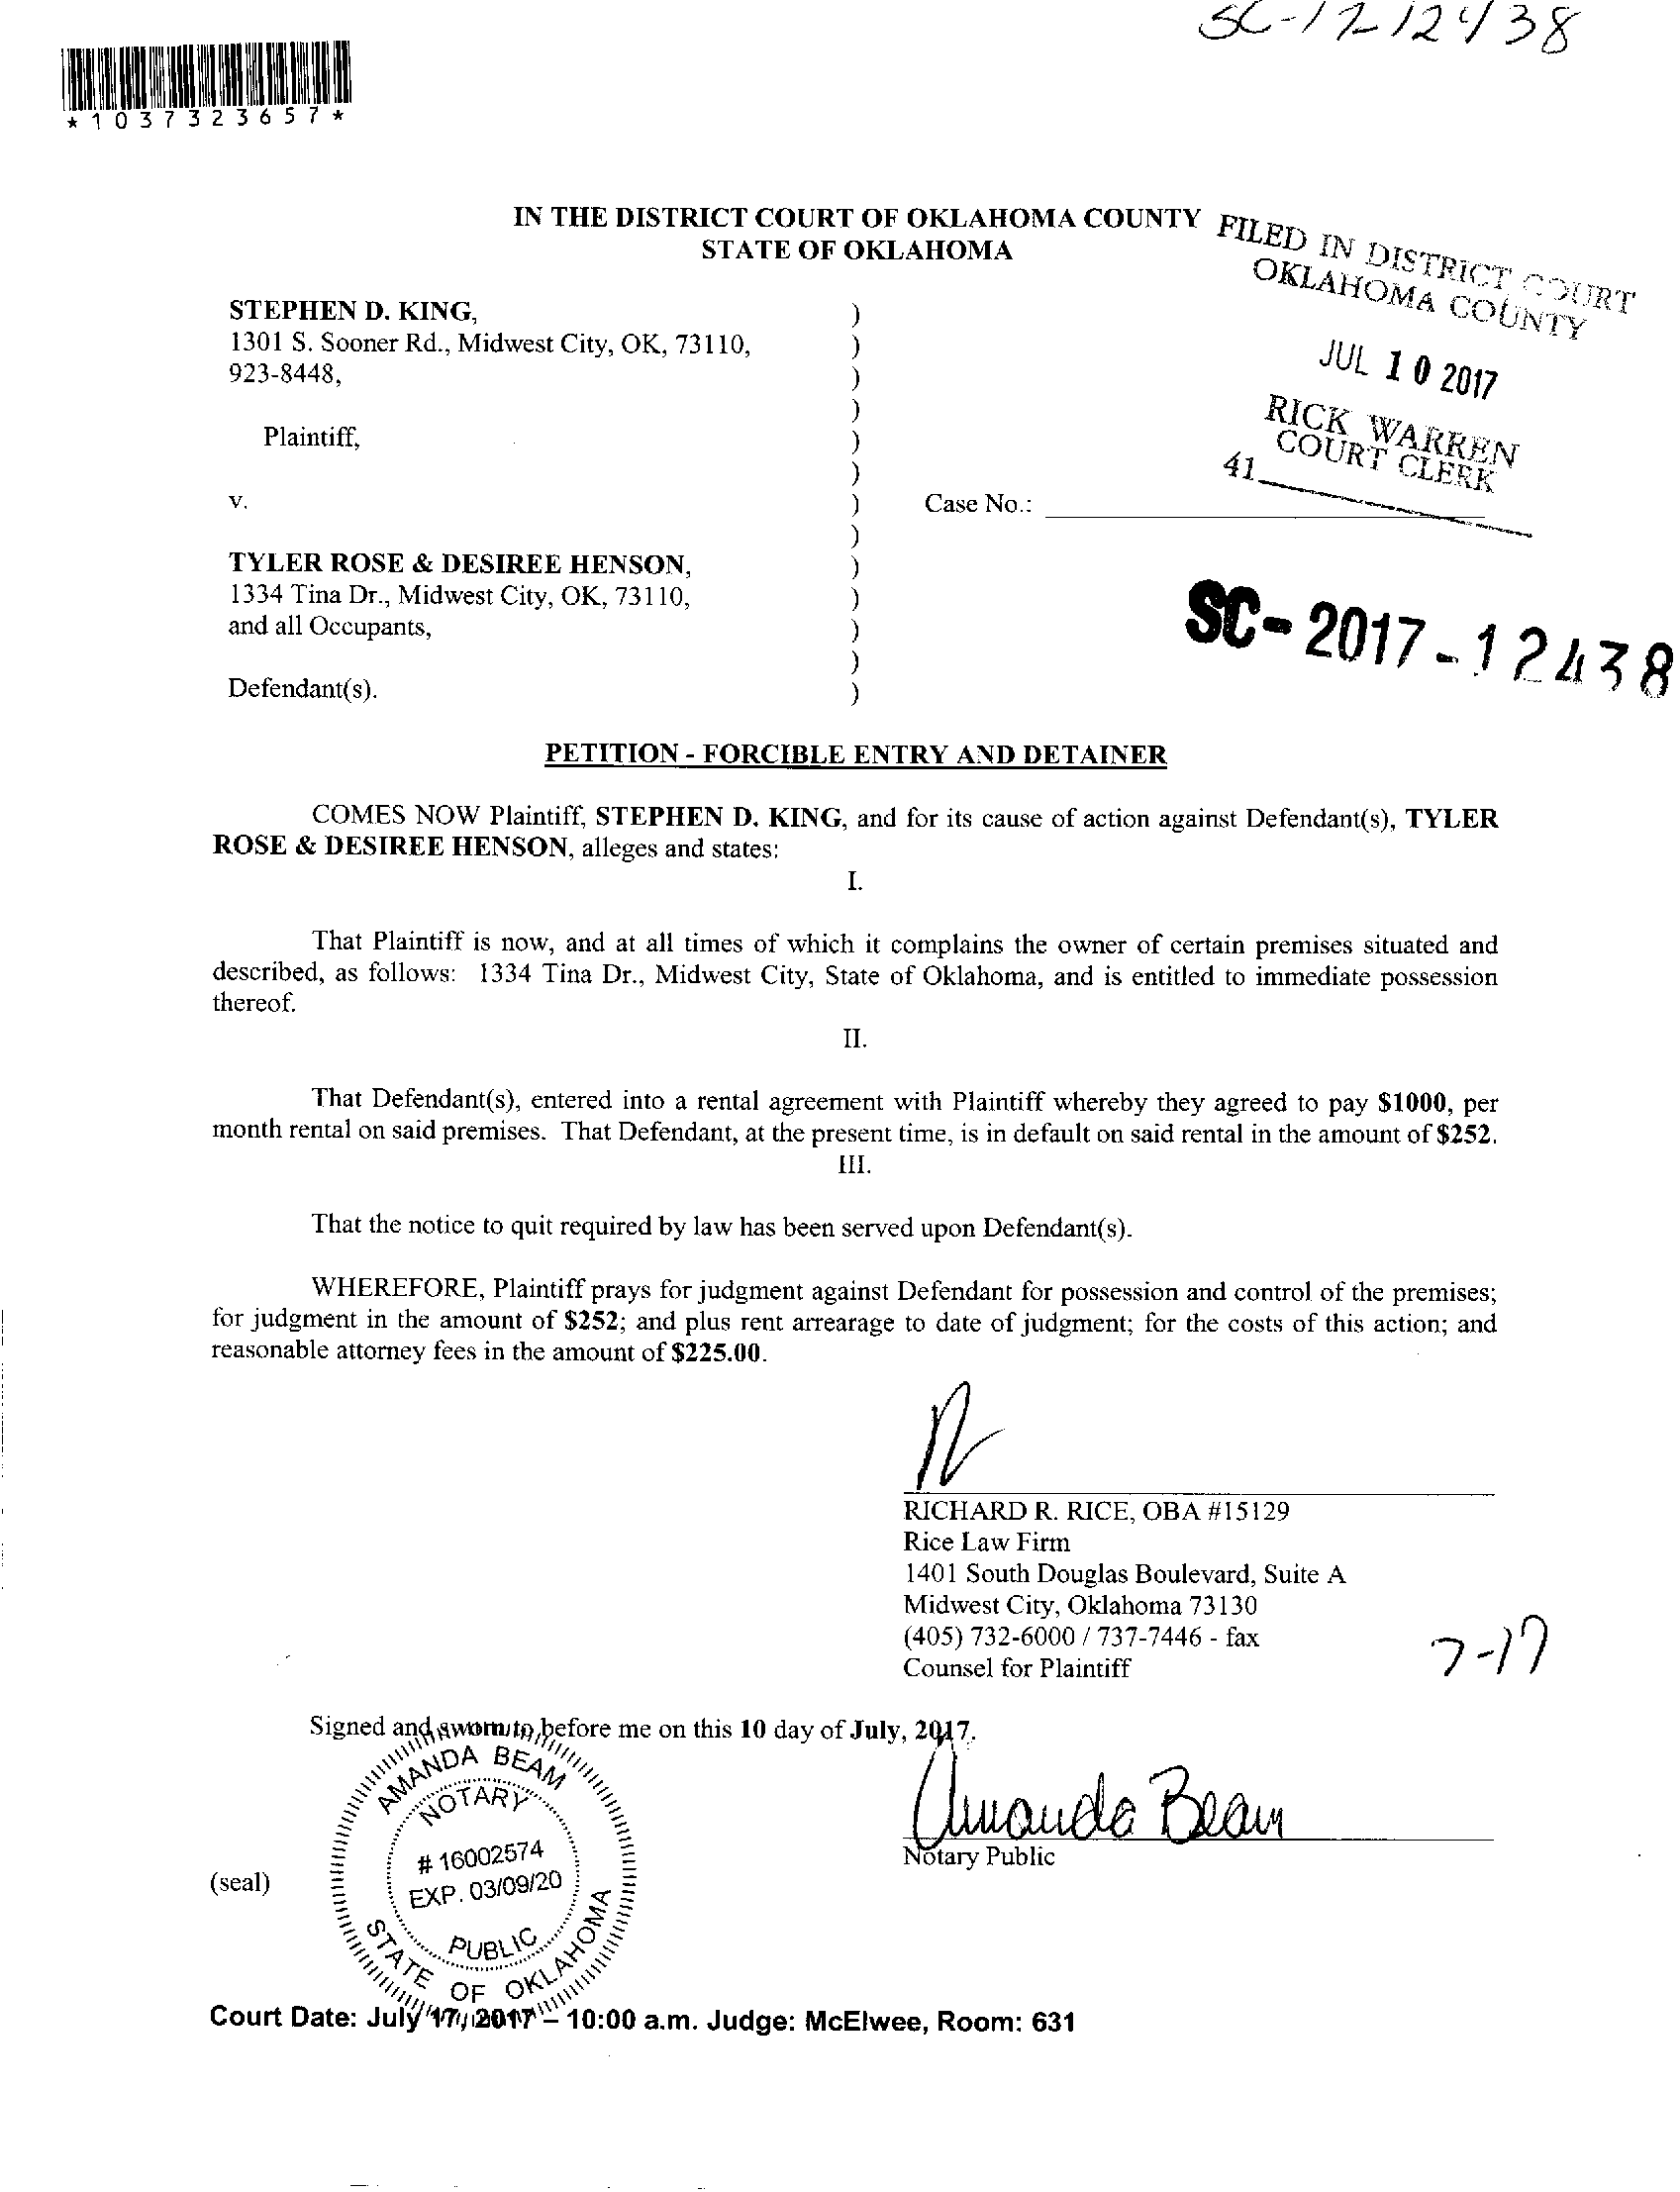 SC-17-12438
*1037323657*
IN THE DISTRICT COURT OF OKLAHOMA COUNTY
STATE OF OKLAHOMA
FILED IN DISTRICT COURT
OKLAHOMA COUNTY
JUL 10 2017
RICK WARREN
COURT CLERK
41
STEPHEN D. KING, )
1301 S. Sooner Rd., Midwest City, OK, 73110, )
923-8448, )
)
Plaintiff, )
)
v. ) Case No.:
)
TYLER ROSE & DESIREE HENSON, )
1334 Tina Dr., Midwest City, OK, 73110, )
and all Occupants, )
)
Defendant(s). )
SC-2017-12438
PETITION - FORCIBLE ENTRY AND DETAINER
COMES NOW Plaintiff, STEPHEN D. KING, and for its cause of action against Defendant(s), TYLER
ROSE & DESIREE HENSON, alleges and states:
I.
That Plaintiff is now, and at all times of which it complains the owner of certain premises situated and
described, as follows: 1334 Tina Dr., Midwest City, State of Oklahoma, and is entitled to immediate possession
thereof.
II.
That Defendant(s), entered into a rental agreement with Plaintiff whereby they agreed to pay $1000, per
month rental on said premises. That Defendant, at the present time, is in default on said rental in the amount of $252.
III.
That the notice to quit required by law has been served upon Defendant(s).
WHEREFORE, Plaintiff prays for judgment against Defendant for possession and control of the premises;
for judgment in the amount of $252; and plus rent arrearage to date of judgment; for the costs of this action; and
reasonable attorney fees in the amount of $225.00.
RICHARD R. RICE, OBA #15129
Rice Law Firm
1401 South Douglas Boulevard, Suite A
Midwest City, Oklahoma 73130
(405) 732-6000 / 737-7446 - fax
Counsel for Plaintiff
7-17
Signed and sworn to before me on this 10 day of July, 2017.
Amanda Beam
Notary Public
(seal)
AMANDA BEAM
NOTARY
# 16002574
EXP. 03/09/20
PUBLIC
STATE OF OKLAHOMA
Court Date: July 17, 2017 – 10:00 a.m. Judge: McElwee, Room: 631